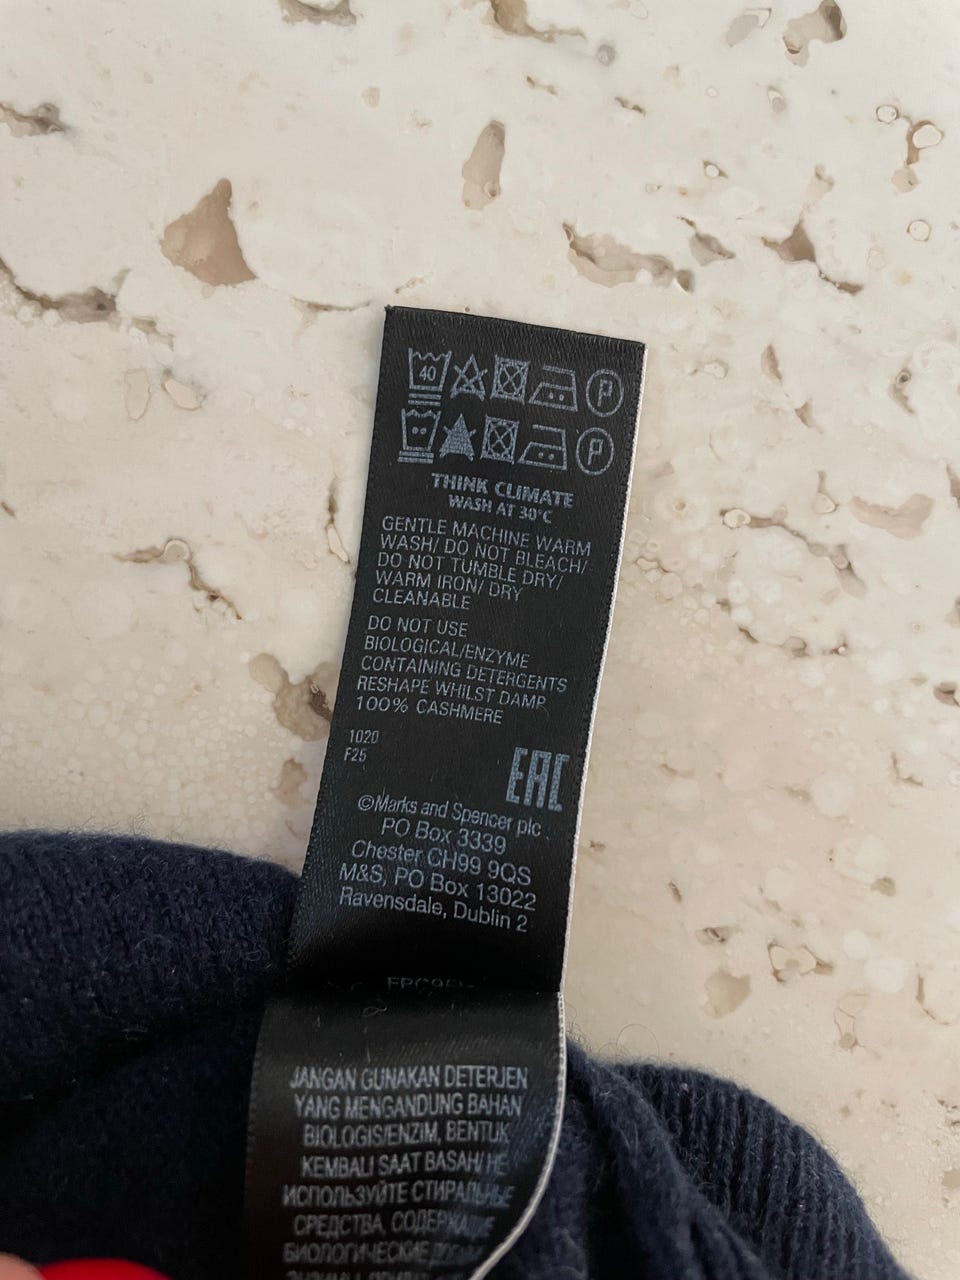 40
P
P
THINK CLIMATE
WASH AT 30°C
GENTLE MACHINE WARM
WASH/ DO NOT BLEACH/
DO NOT TUMBLE DRY/
WARM IRON/ DRY
CLEANABLE
DO NOT USE
BIOLOGICAL/ENZYME
CONTAINING DETERGENTS
RESHAPE WHILST DAMP
100% CASHMERE
1020
F25
EAC
©Marks and Spencer plc.
PO Box 3339
Chester CH99 9QS
M&S, PO Box 13022
Ravensdale, Dublin 2
JANGAN GUNAKAN DETERJEN
YANG MENGANDUNG BAHAN
BIOLOGIS/ENZIM, BENTUK
KEMBALI SAAT BASAH/ НЕ
ИСПОЛЬЗУЙТЕ СТИРАЛЬНЫЕ
СРЕДСТВА, СОДЕРЖАЩИЕ
БИОЛОГИЧЕСКИЕ